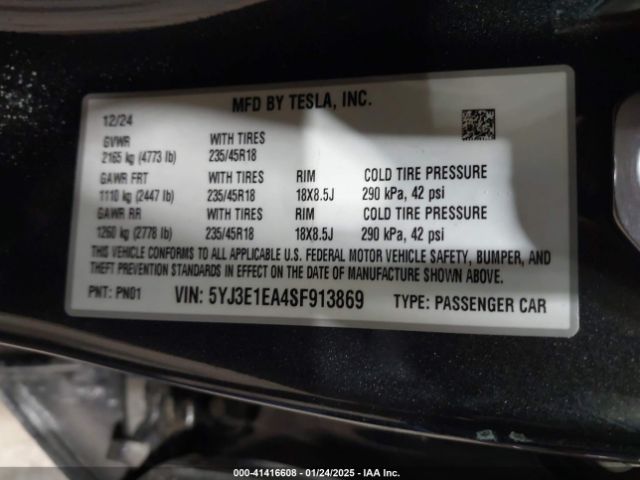 MFD BY TESLA, INC.
12/24
GVWR WITH TIRES
2165 kg (4773 lb) 235/45R18
GAWR FRT WITH TIRES RIM COLD TIRE PRESSURE
1110 kg (2447 lb) 235/45R18 18X8.5J 290 kPa, 42 psi
GAWR RR WITH TIRES RIM COLD TIRE PRESSURE
1260 kg (2778 lb) 235/45R18 18X8.5J 290 kPa, 42 psi
THIS VEHICLE CONFORMS TO ALL APPLICABLE U.S. FEDERAL MOTOR VEHICLE SAFETY, BUMPER, AND
THEFT PREVENTION STANDARDS IN EFFECT ON THE DATE OF MANUFACTURE SHOWN ABOVE.
PNT: PN01 VIN: 5YJ3E1EA4SF913869 TYPE: PASSENGER CAR
000-41416608 - 01/24/2025 - IAA Inc.